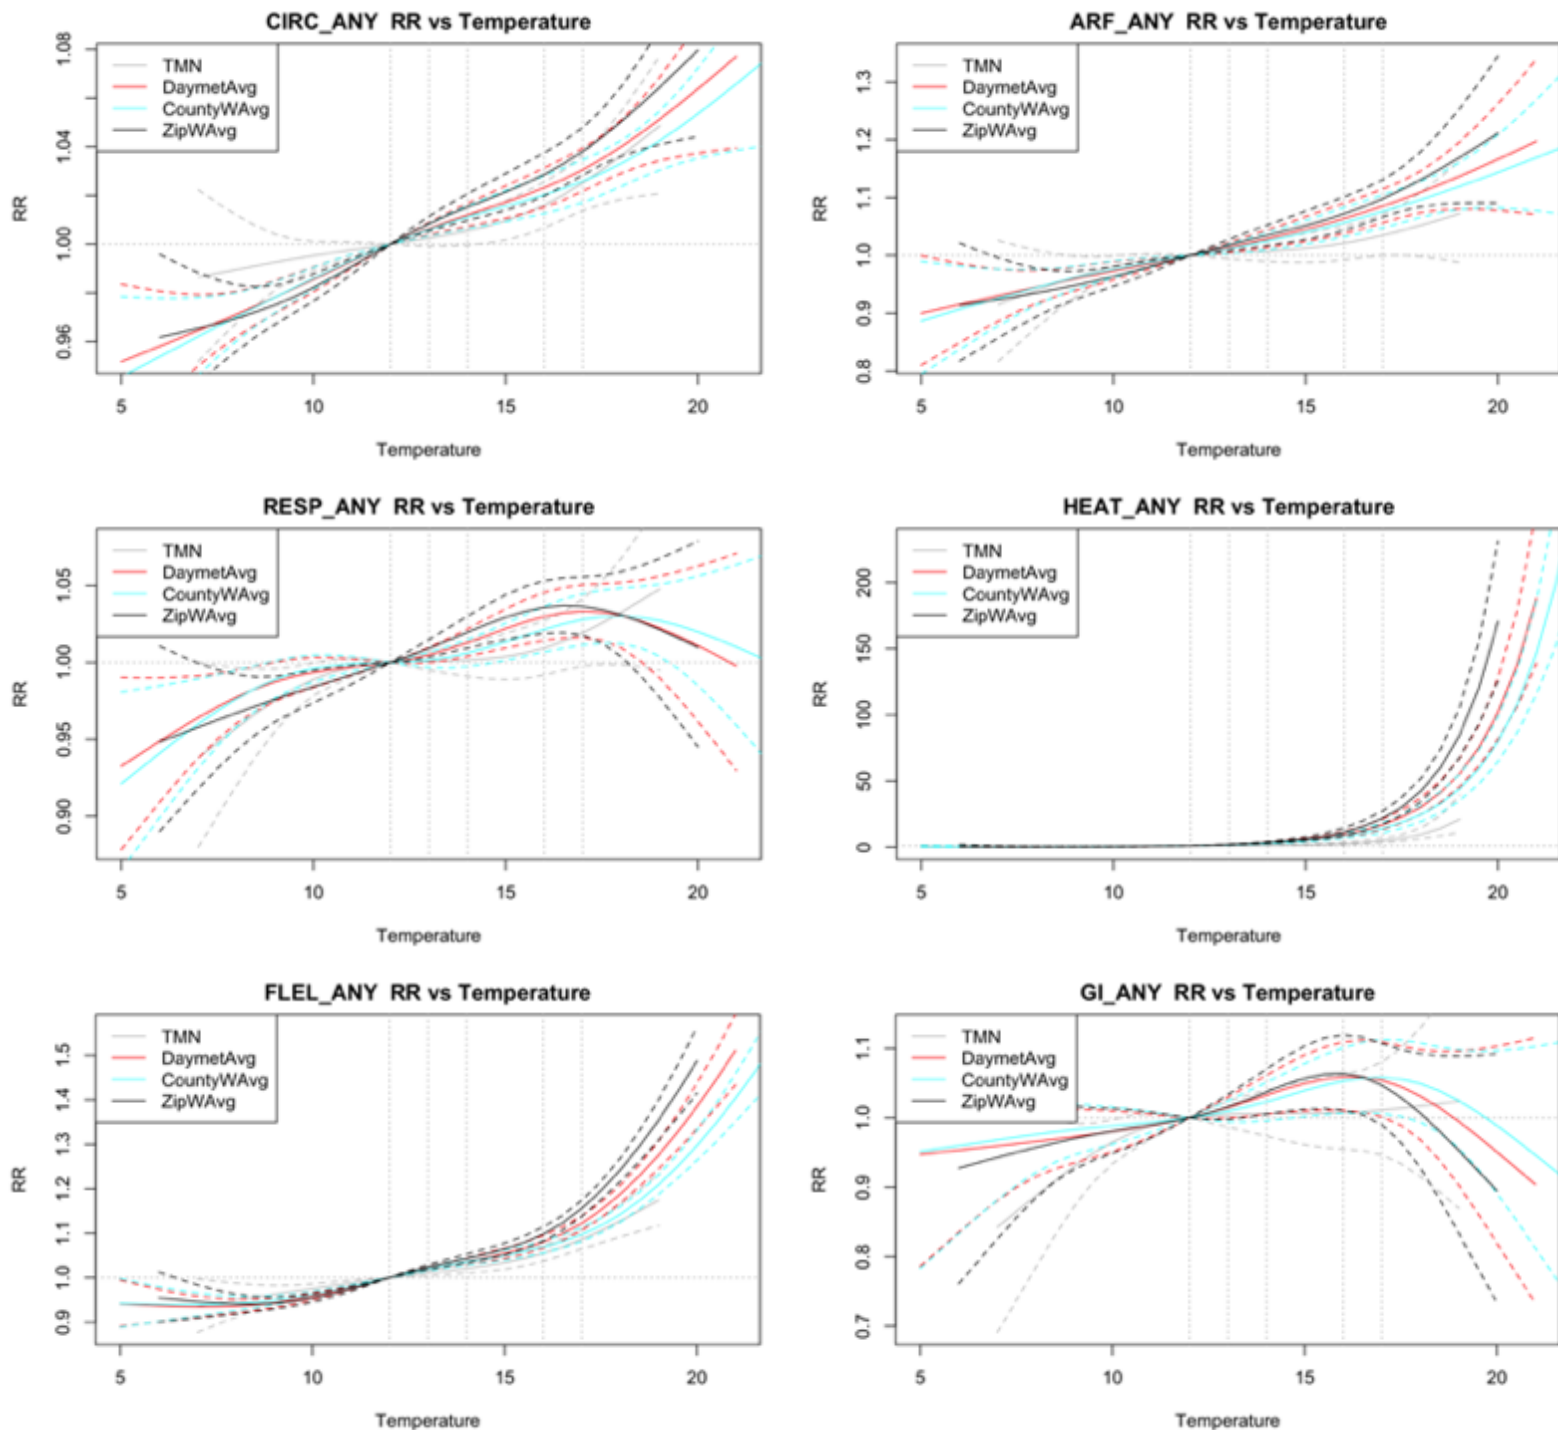 CIRC_ANY RR vs Temperature
TMN
DaymetAvg
CountyWAvg
ZipWAvg
RR
0.96
1.00
1.04
1.08
5
10
15
20
Temperature
ARF_ANY RR vs Temperature
TMN
DaymetAvg
CountyWAvg
ZipWAvg
RR
0.8
0.9
1.0
1.1
1.2
1.3
5
10
15
20
Temperature
RESP_ANY RR vs Temperature
TMN
DaymetAvg
CountyWAvg
ZipWAvg
RR
0.90
0.95
1.00
1.05
5
10
15
20
Temperature
HEAT_ANY RR vs Temperature
TMN
DaymetAvg
CountyWAvg
ZipWAvg
RR
0
50
100
150
200
5
10
15
20
Temperature
FLEL_ANY RR vs Temperature
TMN
DaymetAvg
CountyWAvg
ZipWAvg
RR
0.9
1.0
1.1
1.2
1.3
1.4
1.5
5
10
15
20
Temperature
GI_ANY RR vs Temperature
TMN
DaymetAvg
CountyWAvg
ZipWAvg
RR
0.7
0.8
0.9
1.0
1.1
5
10
15
20
Temperature